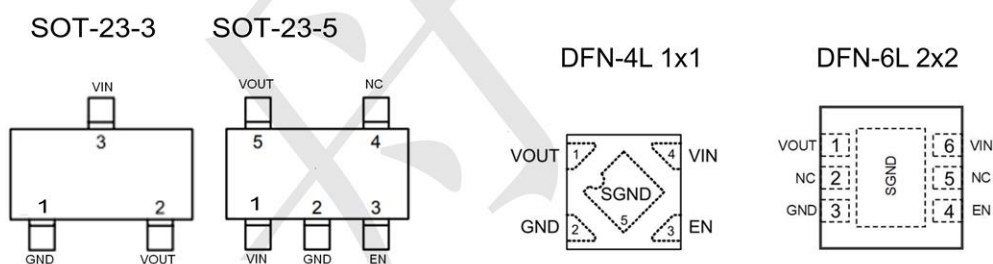 SOT-23-3 SOT-23-5
DFN-4L 1x1 DFN-6L 2x2
VIN
3
1 2
GND VOUT
VOUT NC
5 4
1 2 3
VIN GND EN
VOUT 1 4 VIN
SGND
GND 2 5 3 EN
VOUT 1 6 VIN
NC 2 SGND 5 NC
GND 3 4 EN